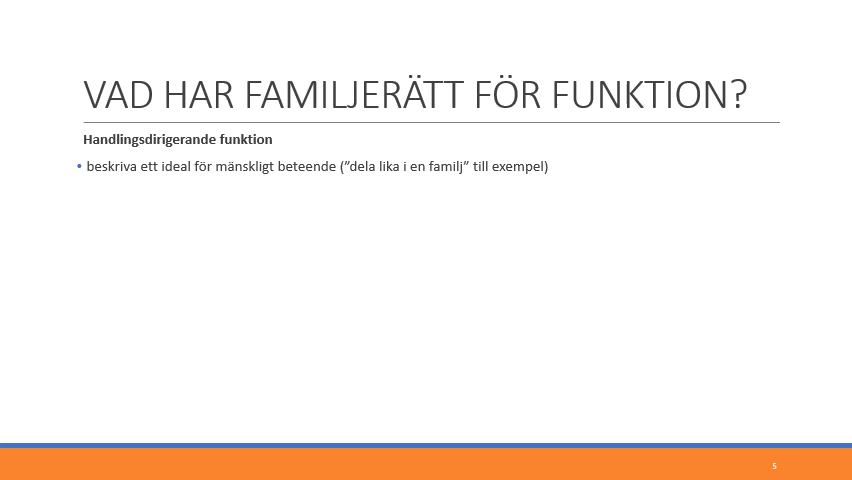 VAD HAR FAMILJERÄTT FÖR FUNKTION?
Handlingsdirigerande funktion
• beskriva ett ideal för mänskligt beteende (”dela lika i en familj” till exempel)
5